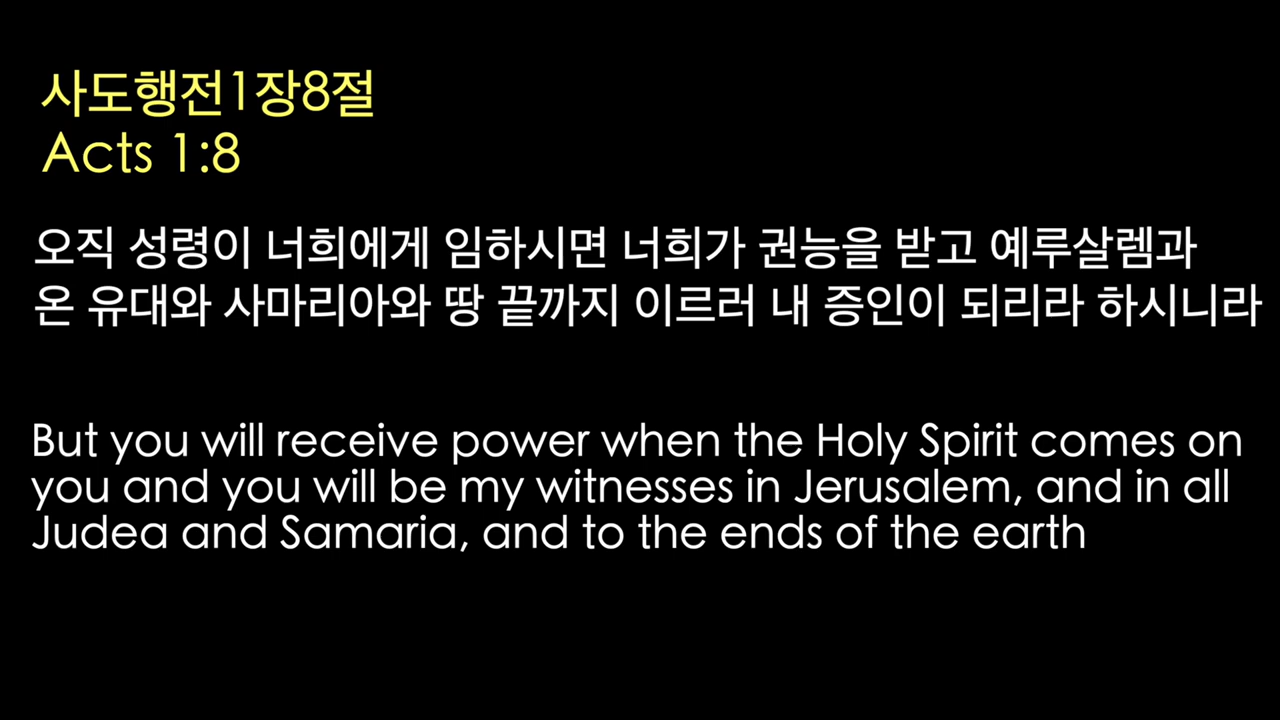 사도행전1장8절
Acts 1:8
오직 성령이 너희에게 임하시면 너희가 권능을 받고 예루살렘과
온 유대와 사마리아와 땅 끝까지 이르러 내 증인이 되리라 하시니라
But you will receive power when the Holy Spirit comes on
you and you will be my witnesses in Jerusalem, and in all
Judea and Samaria, and to the ends of the earth